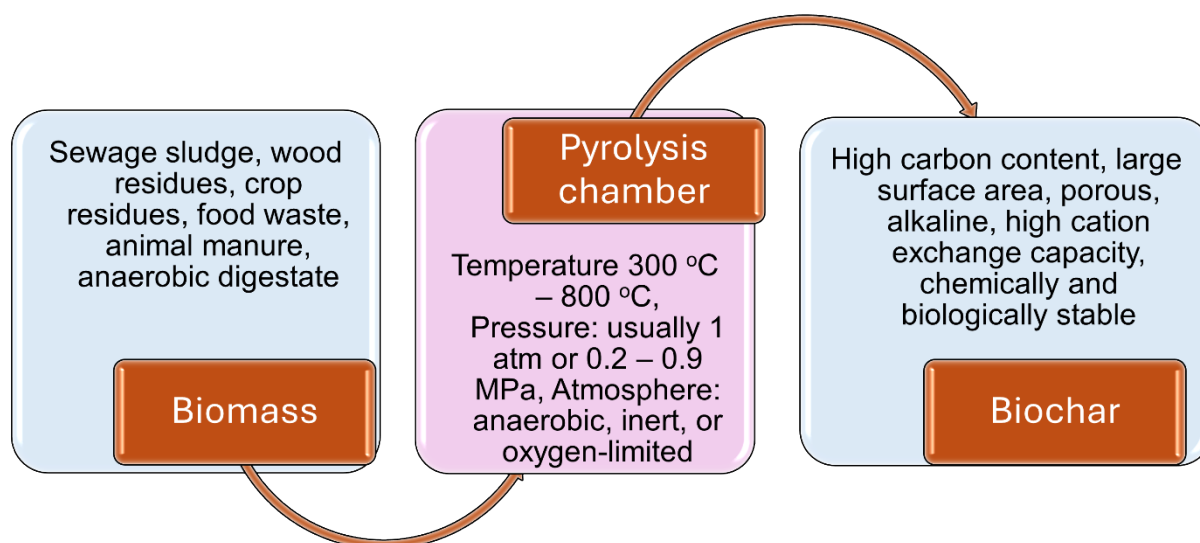 Sewage sludge, wood
residues, crop
residues, food waste,
animal manure,
anaerobic digestate
Biomass
Pyrolysis
chamber
Temperature 300 ºC
– 800 ºC,
Pressure: usually 1
atm or 0.2 – 0.9
MPa, Atmosphere:
anaerobic, inert, or
oxygen-limited
High carbon content, large
surface area, porous,
alkaline, high cation
exchange capacity,
chemically and
biologically stable
Biochar